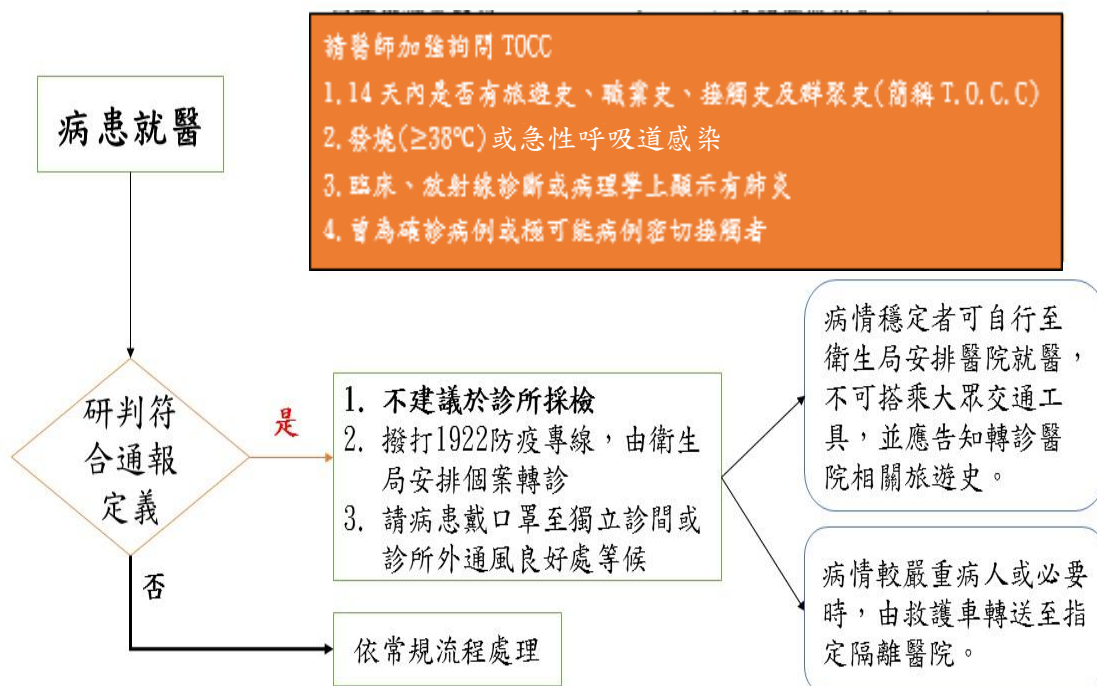 請醫師加強詢問 TOCC
1.14 天內是否有旅遊史、職業史、接觸史及群聚史(簡稱 T.O.C.C)
2.發燒(≥38℃)或急性呼吸道感染
3.臨床、放射線診斷或病理學上顯示有肺炎
4.曾為確診病例或極可能病例密切接觸者
病患就醫
研判符
合通報
定義
是
否
1. 不建議於診所採檢
2. 撥打1922防疫專線，由衛生
局安排個案轉診
3. 請病患戴口罩至獨立診間或
診所外通風良好處等候
依常規流程處理
病情穩定者可自行至
衛生局安排醫院就醫，
不可搭乘大眾交通工
具，並應告知轉診醫
院相關旅遊史。
病情較嚴重病人或必要
時，由救護車轉送至指
定隔離醫院。